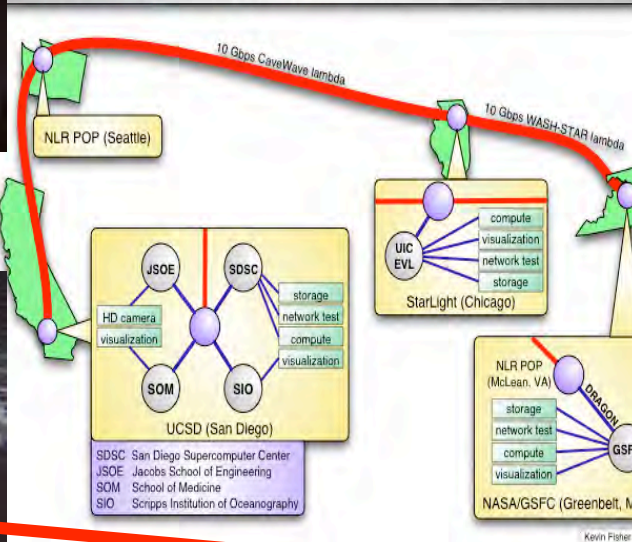 10 Gbps CaveWave lambda
10 Gbps WASH-STAR lambda
NLR POP (Seattle)
compute
visualization
network test
storage
UIC
EVL
StarLight (Chicago)
JSOE
SDSC
HD camera
visualization
storage
network test
compute
visualization
SOM
SIO
UCSD (San Diego)
SDSC San Diego Supercomputer Center
JSOE Jacobs School of Engineering
SOM School of Medicine
SIO Scripps Institution of Oceanography
NLR POP
(McLean, VA)
DRAGON
storage
network test
compute
visualization
GSF
NASA/GSFC (Greenbelt, M
Kevin Fisher